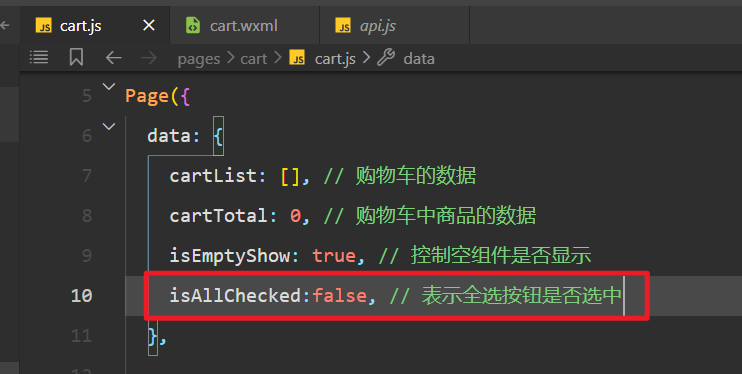 JS cart.js cart.wxml JS api.js
pages > cart > JS cart.js > data
5 Page({
6 data: {
7 cartList: [], // 购物车的数据
8 cartTotal: 0, // 购物车中商品的数据
9 isEmptyShow: true, // 控制空组件是否显示
10 isAllChecked:false, // 表示全选按钮是否选中
11 },